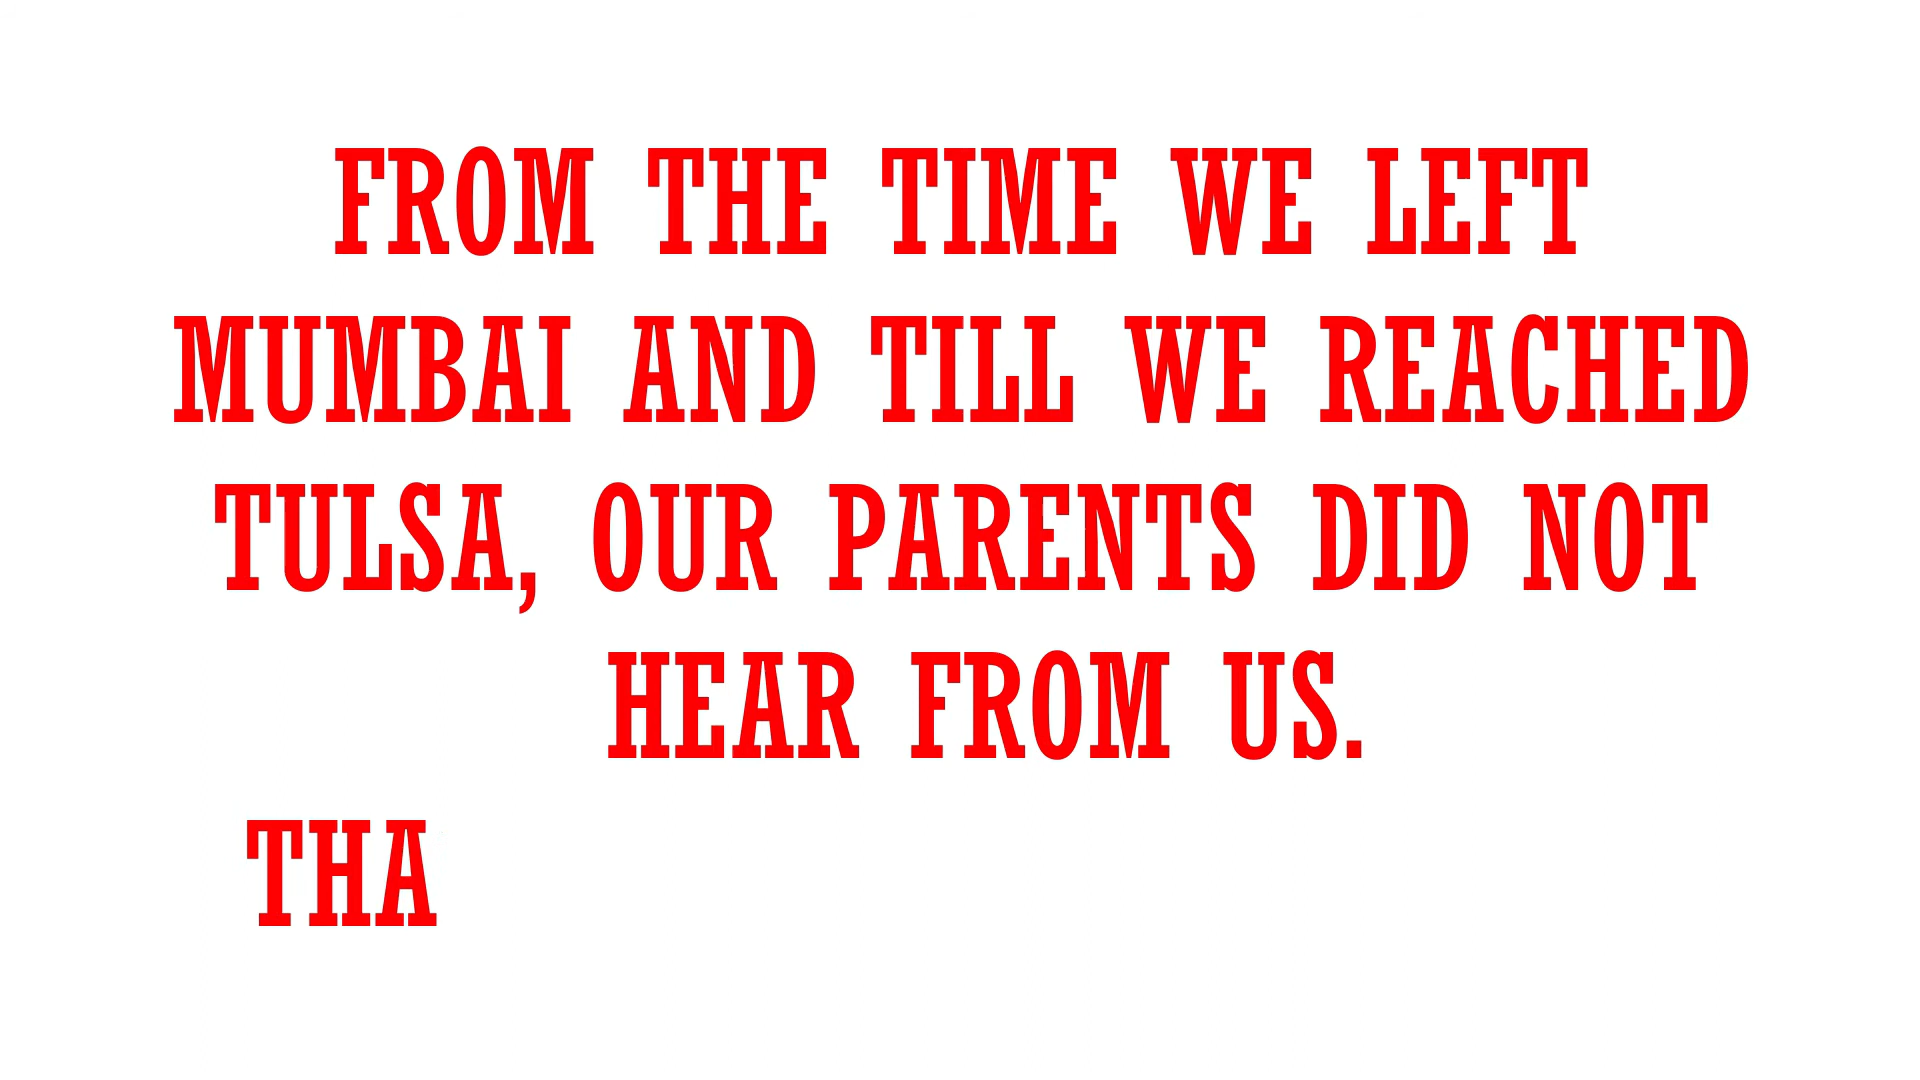 FROM THE TIME WE LEFT
MUMBAI AND TILL WE REACHED
TULSA, OUR PARENTS DID NOT
HEAR FROM US.
THA